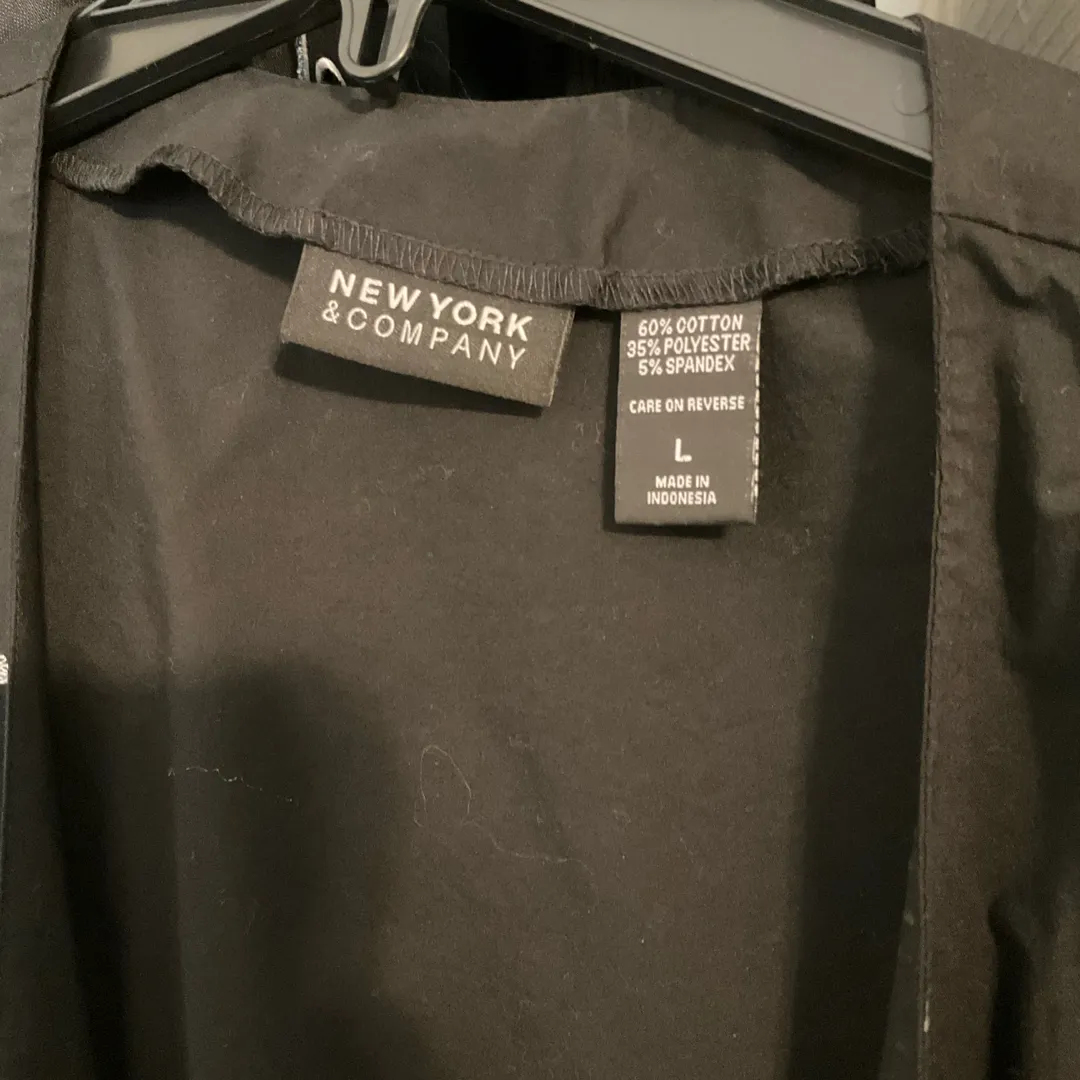 NEW YORK
& COMPANY
60% COTTON
35% POLYESTER
5% SPANDEX
CARE ON REVERSE
L
MADE IN
INDONESIA